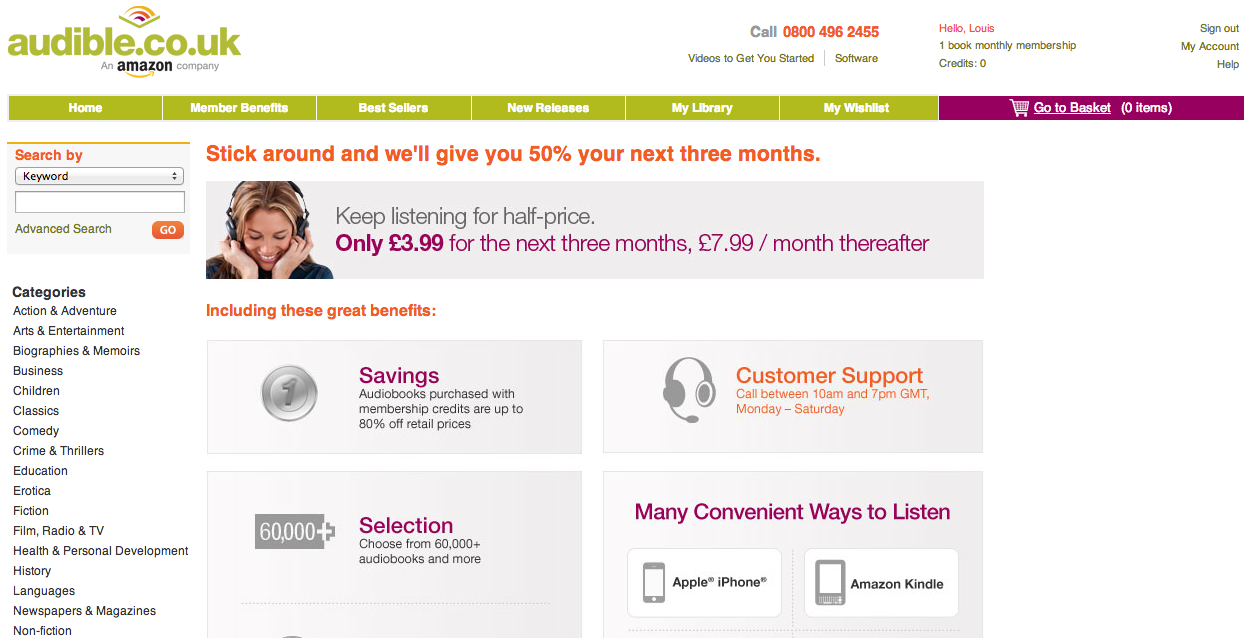 audible.co.uk
An amazon company
Call 0800 496 2455
Videos to Get You Started
Software
Hello, Louis
1 book monthly membership
Credits: 0
Sign out
My Account
Help
Home
Member Benefits
Best Sellers
New Releases
My Library
My Wishlist
Go to Basket (0 items)
Search by
Keyword
Advanced Search
GO
Categories
Action & Adventure
Arts & Entertainment
Biographies & Memoirs
Business
Children
Classics
Comedy
Crime & Thrillers
Education
Erotica
Fiction
Film, Radio & TV
Health & Personal Development
History
Languages
Newspapers & Magazines
Non-fiction
Stick around and we'll give you 50% your next three months.
Keep listening for half-price.
Only £3.99 for the next three months, £7.99 / month thereafter
Including these great benefits:
1
Savings
Audiobooks purchased with
membership credits are up to
80% off retail prices
Customer Support
Call between 10am and 7pm GMT,
Monday – Saturday
60,000+
Selection
Choose from 60,000+
audiobooks and more
Many Convenient Ways to Listen
Apple® iPhone®
Amazon Kindle